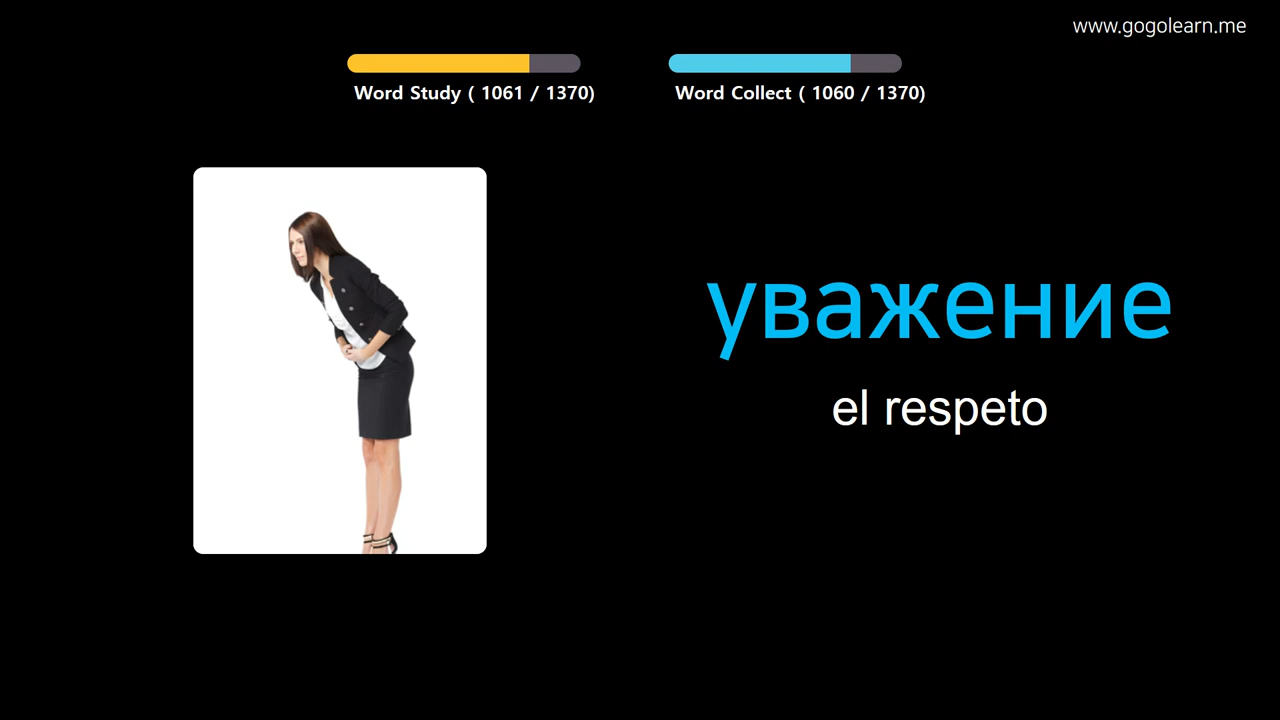 www.gogolearn.me
Word Study ( 1061 / 1370)
Word Collect ( 1060 / 1370)
уважение
el respeto